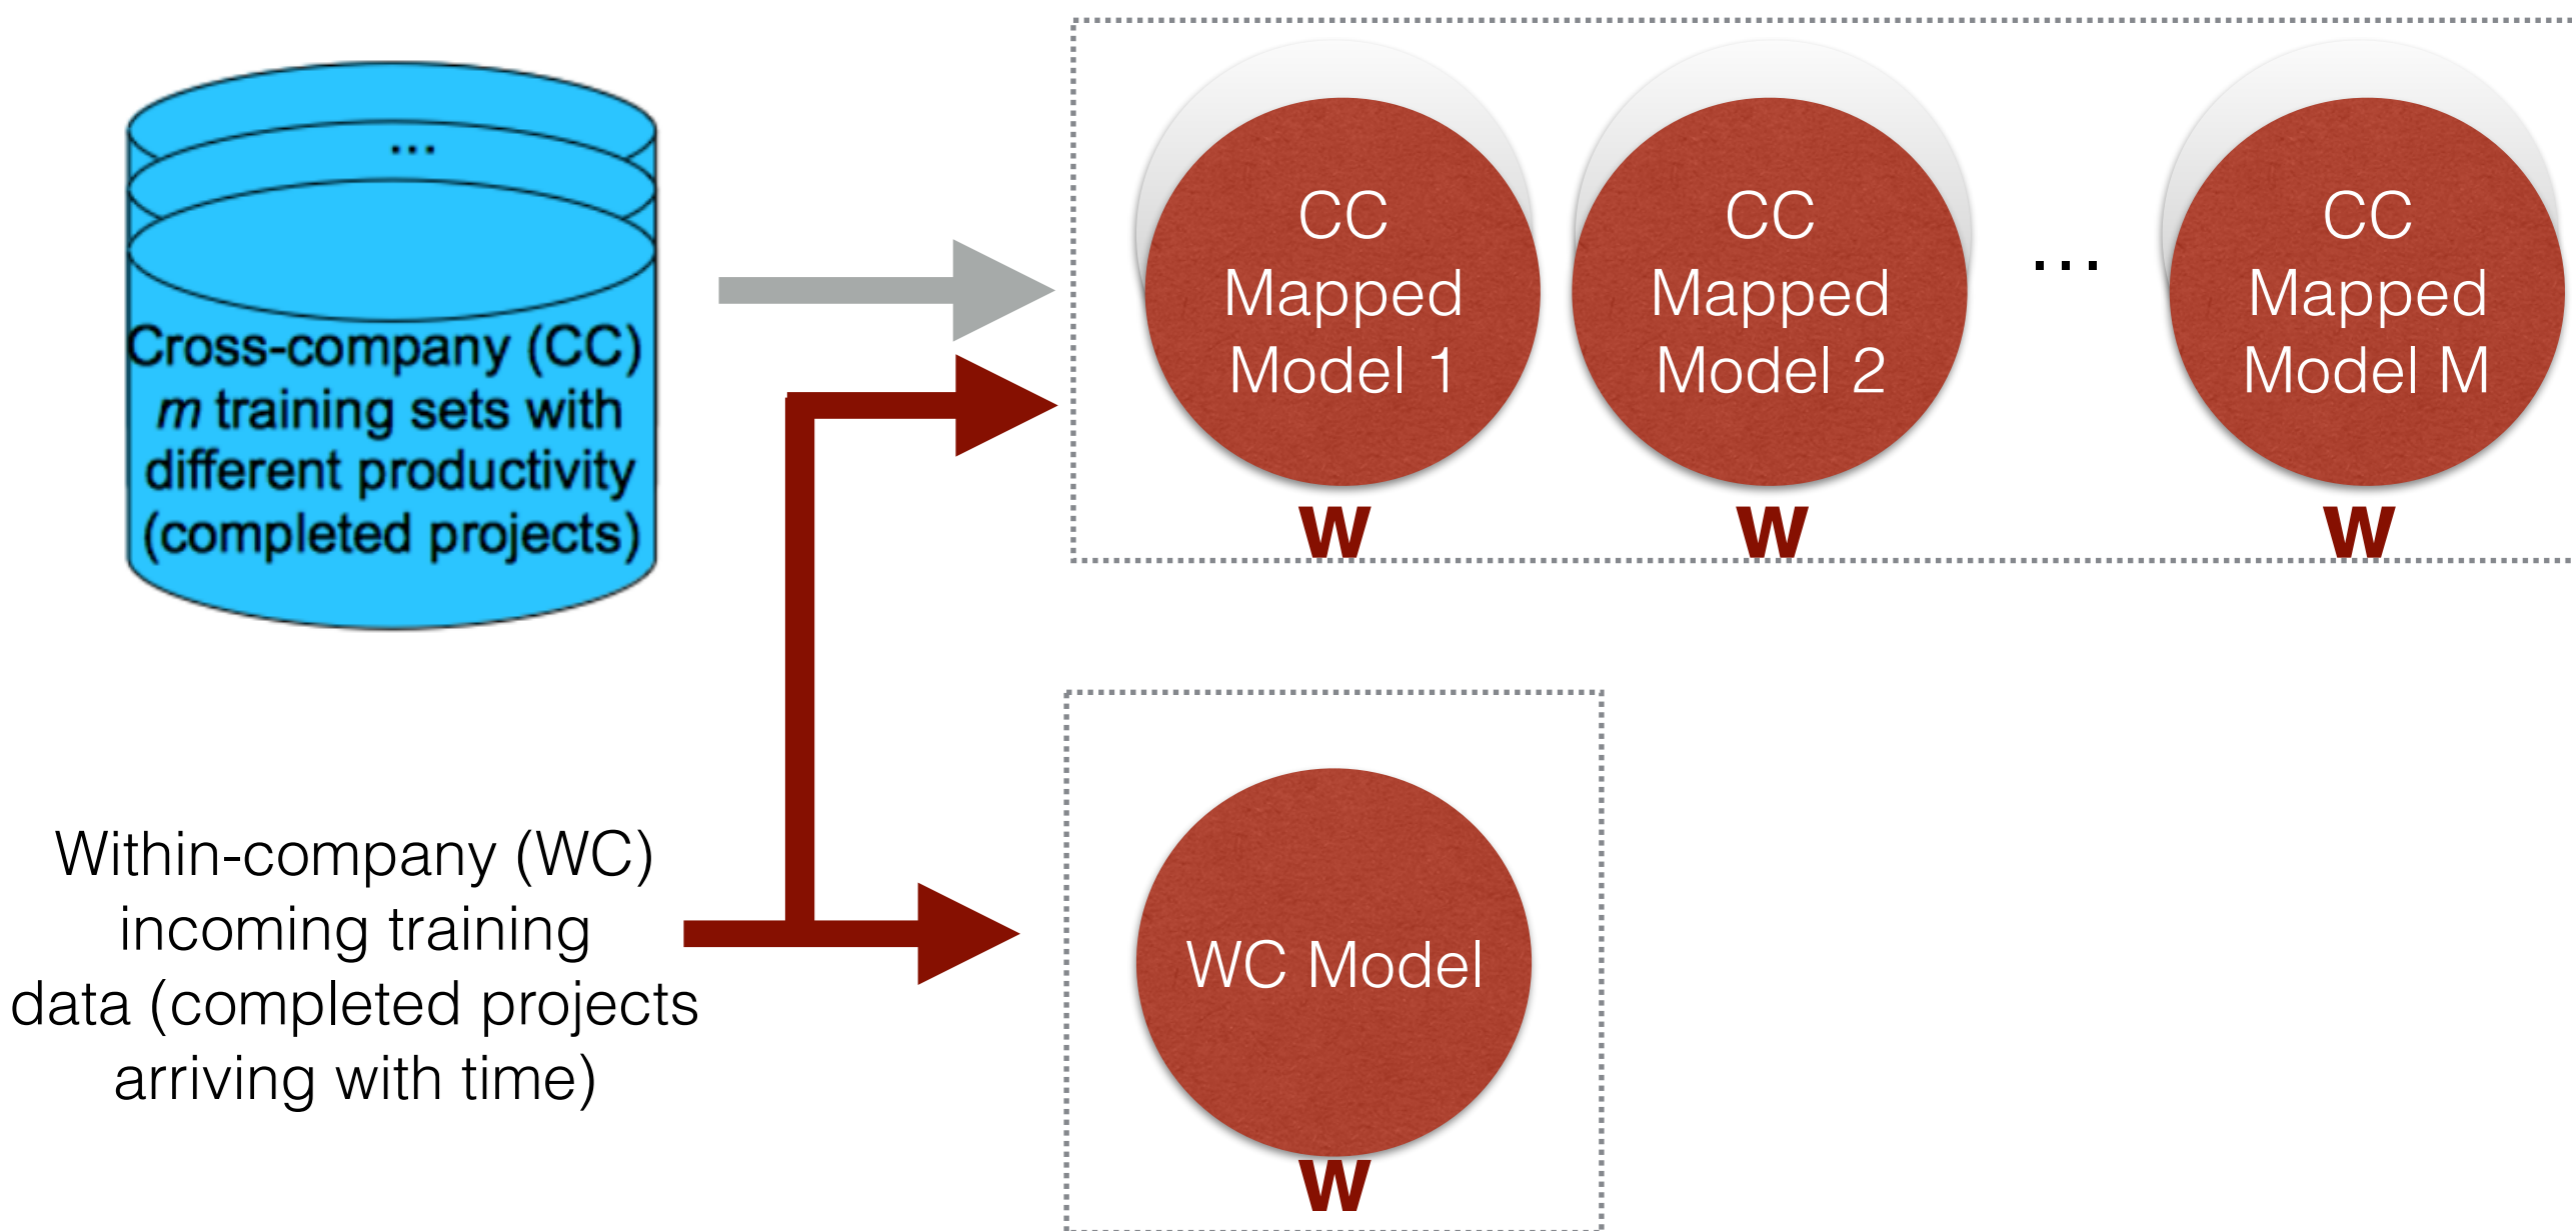 ...
Cross-company (CC)
m training sets with
different productivity
(completed projects)
CC
Mapped
Model 1
w
CC
Mapped
Model 2
w
...
CC
Mapped
Model M
w
Within-company (WC)
incoming training
data (completed projects
arriving with time)
WC Model
w